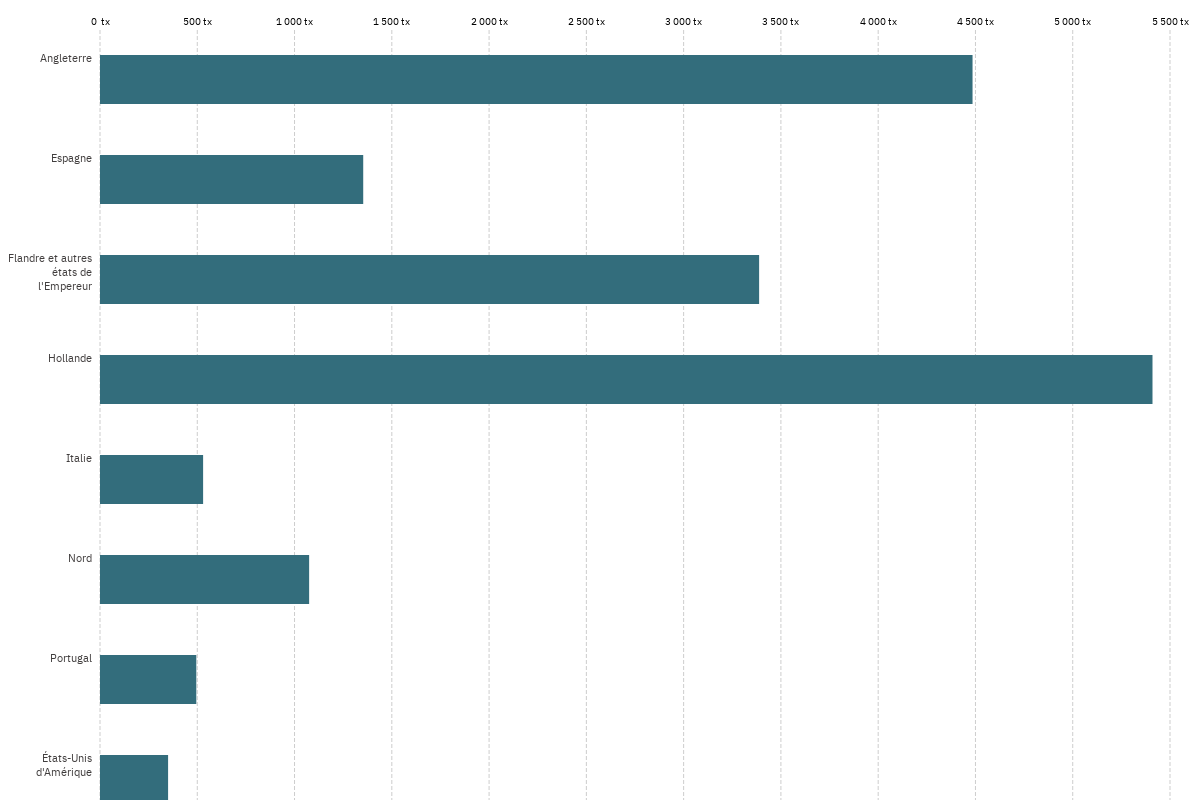 0 tx 500 tx 1 000 tx 1 500 tx 2 000 tx 2 500 tx 3 000 tx 3 500 tx 4 000 tx 4 500 tx 5 000 tx 5 500 tx
Angleterre
Espagne
Flandre et autres
états de
l'Empereur
Hollande
Italie
Nord
Portugal
États-Unis
d'Amérique